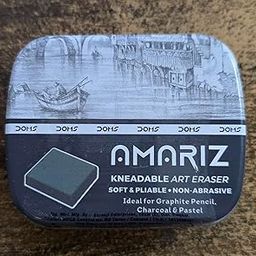 DOMS DOMS DOMS DOMS DOMS DOMS
AMARIZ
KNEADABLE ART ERASER
SOFT & PLIABLE • NON-ABRASIVE
Ideal for Graphite Pencil,
Charcoal & Pastel